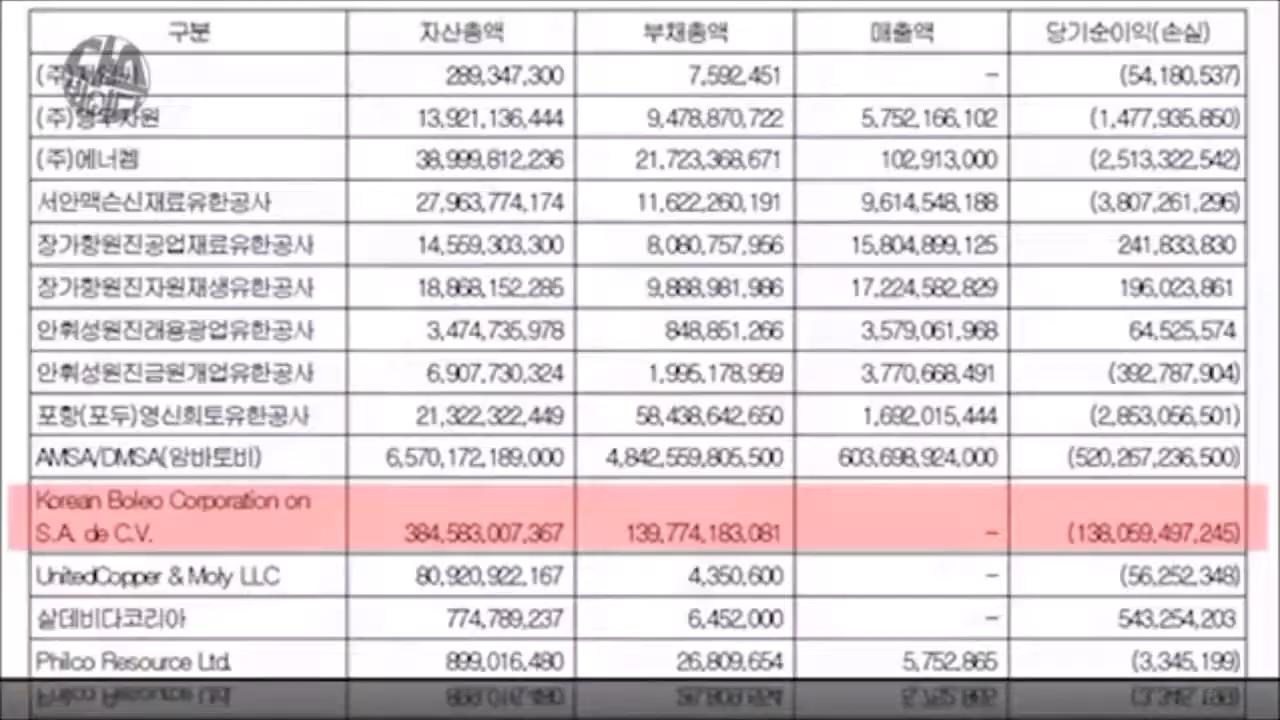 구분 자산총액 부채총액 매출액 당기순이익(손실)
(주) 289,347,300 7,592,451 - (54,180,537)
(주)영우자원 13,921,136,444 9,478,870,722 5,752,166,102 (1,477,935,850)
(주)에너켐 38,999,812,236 21,723,368,671 102,913,000 (2,513,322,542)
서안맥슨신재료유한공사 27,963,774,174 11,622,260,191 9,614,548,188 (3,807,261,296)
장가항원진공업재료유한공사 14,559,303,300 8,080,757,956 15,804,899,125 241,833,830
장가항원진자원재생유한공사 18,868,152,285 9,888,981,986 17,224,582,829 196,023,861
안휘성원진래용광업유한공사 3,474,735,978 848,851,266 3,579,061,968 64,525,574
안휘성원진금원개업유한공사 6,907,730,324 1,995,178,959 3,770,668,491 (392,787,904)
포항(포두)영신희토유한공사 21,322,322,449 58,438,642,650 1,692,015,444 (2,853,056,501)
AMSA/DMSA(암바토비) 6,570,172,189,000 4,842,559,805,500 603,698,924,000 (520,267,236,500)
Korean Boleo Corporation on
S.A. de C.V. 384,583,007,367 139,774,183,081 - (138,059,497,245)
UnitedCopper & Moly LLC 80,920,922,167 4,350,600 - (56,252,348)
살데비다코리아 774,789,237 6,452,000 - 543,254,203
Philco Resource Ltd. 899,016,480 26,809,654 5,752,865 (3,345,199)